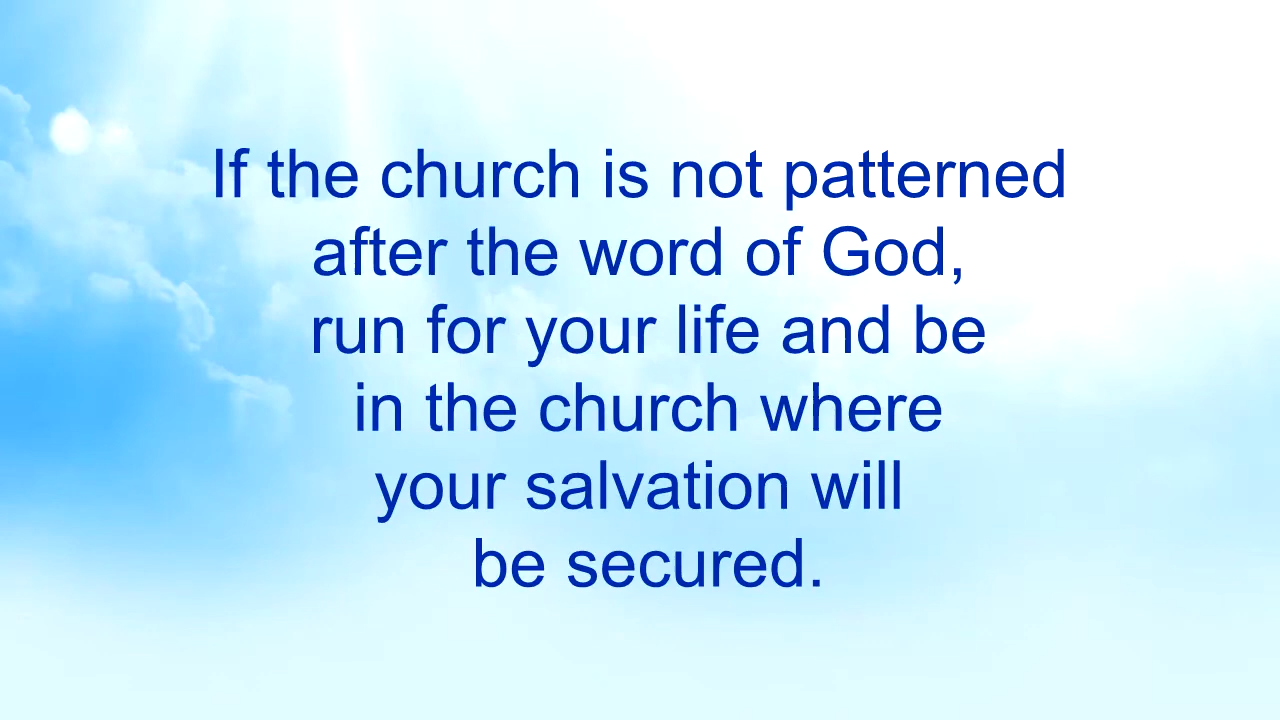 If the church is not patterned
after the word of God,
run for your life and be
in the church where
your salvation will
be secured.